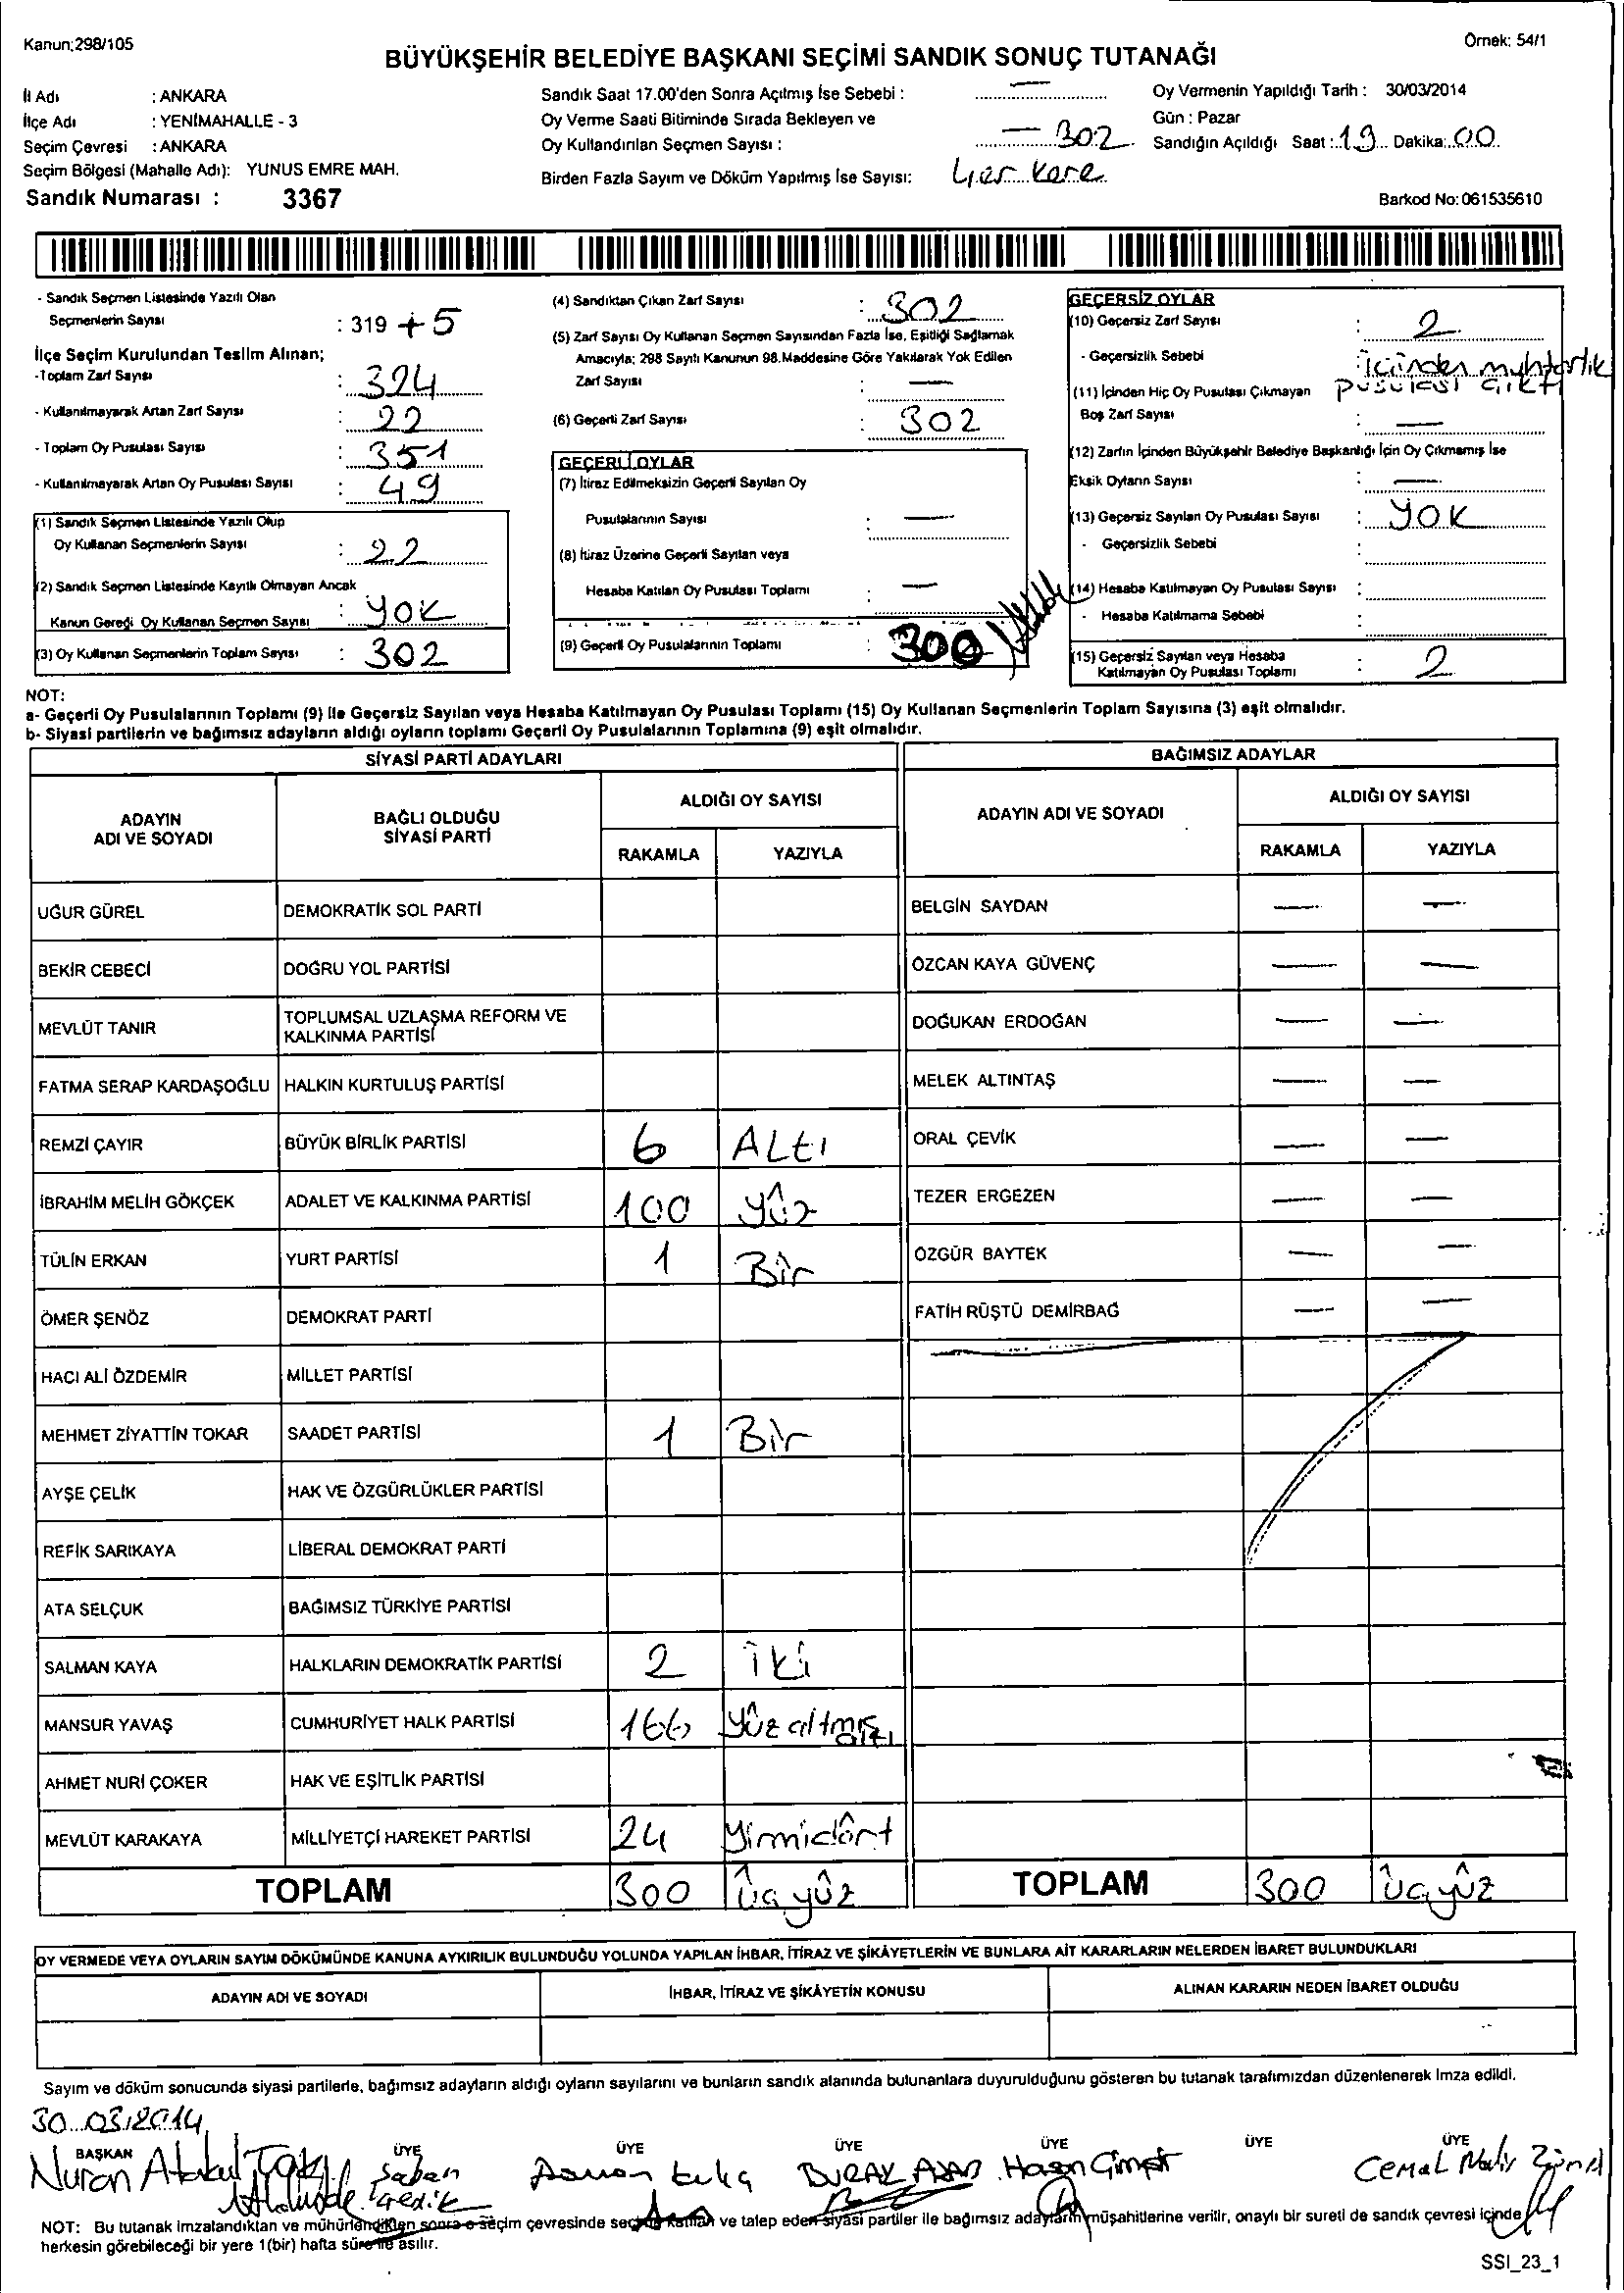 Kanun:298/105
Örnek: 54/1
BÜYÜKŞEHİR BELEDİYE BAŞKANI SEÇİMİ SANDIK SONUÇ TUTANAĞI
İl Adı : ANKARA
İlçe Adı : YENİMAHALLE - 3
Seçim Çevresi : ANKARA
Seçim Bölgesi (Mahalle Adı): YUNUS EMRE MAH.
Sandık Numarası : 3367
Sandık Saat 17.00'den Sonra Açılmış İse Sebebi : —
Oy Verme Saati Bitiminde Sırada Bekleyen ve
Oy Kullandırılan Seçmen Sayısı : — 302
Birden Fazla Sayım ve Döküm Yapılmış İse Sayısı: 4.er kere
Oy Vermenin Yapıldığı Tarih : 30/03/2014
Gün : Pazar
Sandığın Açıldığı Saat : 19 Dakika: 00
Barkod No: 061535610
- Sandık Seçmen Listesinde Yazılı Olan
Seçmenlerin Sayısı : 319 + 5
İlçe Seçim Kurulundan Teslim Alınan;
- Toplam Zarf Sayısı : 324
- Kullanılmayarak Artan Zarf Sayısı : 22
- Toplam Oy Pusulası Sayısı : 351
- Kullanılmayarak Artan Oy Pusulası Sayısı : 49
(1) Sandık Seçmen Listesinde Yazılı Olup
Oy Kullanan Seçmenlerin Sayısı : 22
(2) Sandık Seçmen Listesinde Kayıtlı Olmayan Ancak
Kanun Gereği Oy Kullanan Seçmen Sayısı : YOK
(3) Oy Kullanan Seçmenlerin Toplam Sayısı : 302
(4) Sandıktan Çıkan Zarf Sayısı : 302
(5) Zarf Sayısı Oy Kullanan Seçmen Sayısından Fazla İse, Eşitliği Sağlamak
Amacıyla; 298 Sayılı Kanunun 98.Maddesine Göre Yakılarak Yok Edilen
Zarf Sayısı : —
(6) Geçerli Zarf Sayısı : 302
GEÇERLİ OYLAR
(7) İtiraz Edilmeksizin Geçerli Sayılan Oy
Pusulalarının Sayısı : —
(8) İtiraz Üzerine Geçerli Sayılan veya
Hesaba Katılan Oy Pusulası Toplamı : —
(9) Geçerli Oy Pusulalarının Toplamı : 300
GEÇERSİZ OYLAR
(10) Geçersiz Zarf Sayısı : 2
- Geçersizlik Sebebi : içinden muhtarlık
pusulası çıktı
(11) İçinden Hiç Oy Pusulası Çıkmayan
Boş Zarf Sayısı : —
(12) Zarfın İçinden Büyükşehir Belediye Başkanlığı İçin Oy Çıkmamış İse
Eksik Oyların Sayısı : —
(13) Geçersiz Sayılan Oy Pusulası Sayısı : YOK
- Geçersizlik Sebebi :
(14) Hesaba Katılmayan Oy Pusulası Sayısı :
- Hesaba Katılmama Sebebi :
(15) Geçersiz Sayılan veya Hesaba
Katılmayan Oy Pusulası Toplamı : 2
NOT:
a- Geçerli Oy Pusulalarının Toplamı (9) ile Geçersiz Sayılan veya Hesaba Katılmayan Oy Pusulası Toplamı (15) Oy Kullanan Seçmenlerin Toplam Sayısına (3) eşit olmalıdır.
b- Siyasi partilerin ve bağımsız adayların aldığı oyların toplamı Geçerli Oy Pusulalarının Toplamına (9) eşit olmalıdır.
SİYASİ PARTİ ADAYLARI
ADAYIN ADI VE SOYADI
BAĞLI OLDUĞU SİYASİ PARTİ
ALDIĞI OY SAYISI
RAKAMLA YAZIYLA
UĞUR GÜREL DEMOKRATİK SOL PARTİ
BEKİR CEBECİ DOĞRU YOL PARTİSİ
MEVLÜT TANIR TOPLUMSAL UZLAŞMA REFORM VE
KALKINMA PARTİSİ
FATMA SERAP KARDAŞOĞLU HALKIN KURTULUŞ PARTİSİ
REMZİ ÇAYIR BÜYÜK BİRLİK PARTİSİ 6 ALtı
İBRAHİM MELİH GÖKÇEK ADALET VE KALKINMA PARTİSİ 100 yüz
TÜLİN ERKAN YURT PARTİSİ 1 Bir
ÖMER ŞENÖZ DEMOKRAT PARTİ
HACI ALİ ÖZDEMİR MİLLET PARTİSİ
MEHMET ZİYATTİN TOKAR SAADET PARTİSİ 1 Bir
AYŞE ÇELİK HAK VE ÖZGÜRLÜKLER PARTİSİ
REFİK SARIKAYA LİBERAL DEMOKRAT PARTİ
ATA SELÇUK BAĞIMSIZ TÜRKİYE PARTİSİ
SALMAN KAYA HALKLARIN DEMOKRATİK PARTİSİ 2 iki
MANSUR YAVAŞ CUMHURİYET HALK PARTİSİ 166 yüz altmış
altı
AHMET NURİ ÇOKER HAK VE EŞİTLİK PARTİSİ
MEVLÜT KARAKAYA MİLLİYETÇİ HAREKET PARTİSİ 24 yirmidört
TOPLAM 300 üçyüz
BAĞIMSIZ ADAYLAR
ADAYIN ADI VE SOYADI
ALDIĞI OY SAYISI
RAKAMLA YAZIYLA
BELGİN SAYDAN — —
ÖZCAN KAYA GÜVENÇ — —
DOĞUKAN ERDOĞAN — —
MELEK ALTINTAŞ — —
ORAL ÇEVİK — —
TEZER ERGEZEN — —
ÖZGÜR BAYTEK — —
FATİH RÜŞTÜ DEMİRBAĞ — —
TOPLAM 300 üçyüz
OY VERMEDE VEYA OYLARIN SAYIM DÖKÜMÜNDE KANUNA AYKIRILIK BULUNDUĞU YOLUNDA YAPILAN İHBAR, İTİRAZ VE ŞİKÂYETLERİN VE BUNLARA AİT KARARLARIN NELERDEN İBARET BULUNDUKLARI
ADAYIN ADI VE SOYADI İHBAR, İTİRAZ VE ŞİKÂYETİN KONUSU ALINAN KARARIN NEDEN İBARET OLDUĞU
Sayım ve döküm sonucunda siyasi partilerle, bağımsız adayların aldığı oyların sayılarını ve bunların sandık alanında bulunanlara duyurulduğunu gösteren bu tutanak tarafımızdan düzenlenerek imza edildi.
30.03.2014
BAŞKAN ÜYE ÜYE ÜYE ÜYE ÜYE ÜYE
Nuran Şaban BURAK Hasan CEMAL
Gedik
NOT: Bu tutanak imzalandıktan ve mühürlendikten sonra o seçim çevresinde seçime katılan ve talep eden siyasi partiler ile bağımsız adayların müşahitlerine verilir, onaylı bir sureti de sandık çevresi içinde
herkesin görebileceği bir yere 1(bir) hafta süre ile asılır.
SSI_23_1